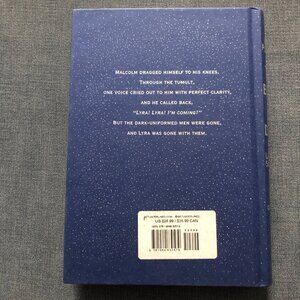 Malcolm dragged himself to his knees.
Through the tumult,
one voice cried out to him with perfect clarity,
and he called back,
“Lyra! Lyra! I'm coming!”
But the dark-uniformed men were gone,
and Lyra was gone with them.